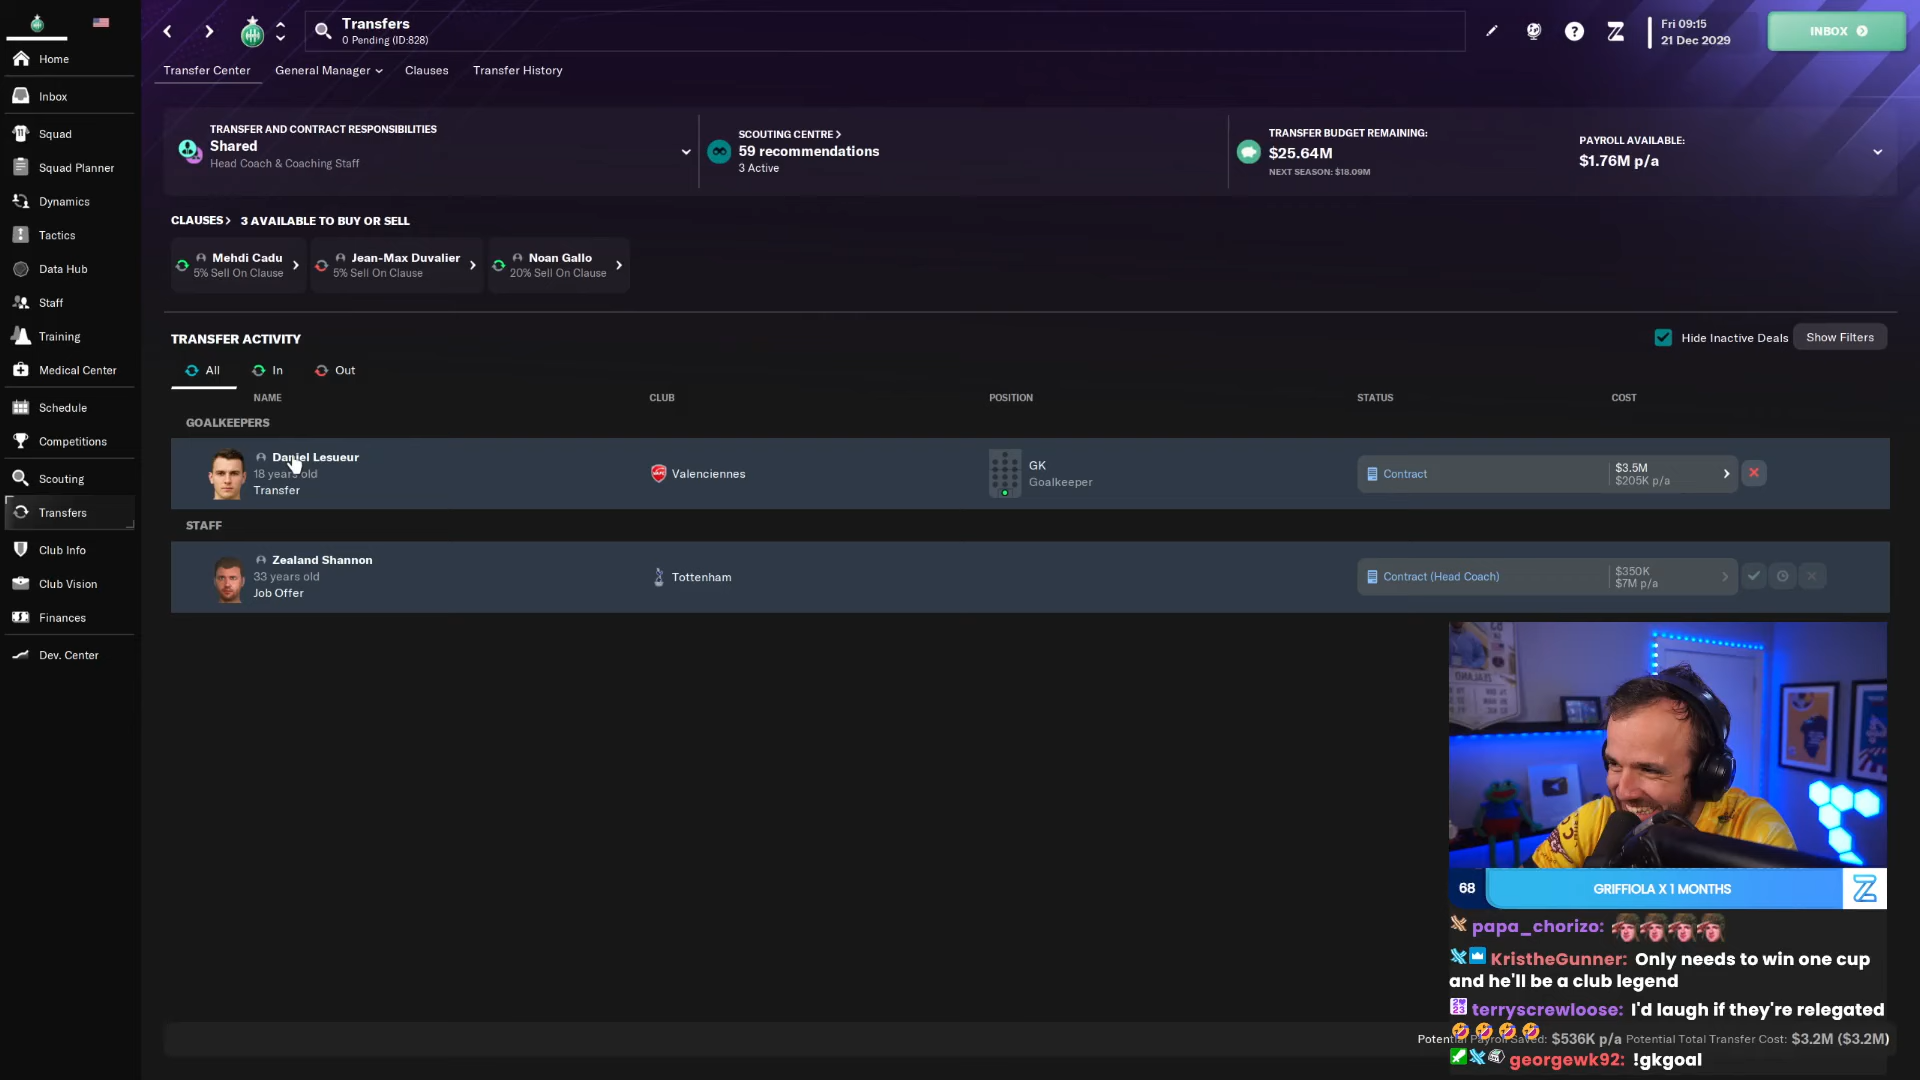 Transfers
0 Pending (ID:828)
Fri 09:15
21 Dec 2029
INBOX
Home
Inbox
Squad
Squad Planner
Dynamics
Tactics
Data Hub
Staff
Training
Medical Center
Schedule
Competitions
Scouting
Transfers
Club Info
Club Vision
Finances
Dev. Center
Transfer Center
General Manager
Clauses
Transfer History
TRANSFER AND CONTRACT RESPONSIBILITIES
Shared
Head Coach & Coaching Staff
SCOUTING CENTRE >
59 recommendations
3 Active
TRANSFER BUDGET REMAINING:
$25.64M
NEXT SEASON: $18.09M
PAYROLL AVAILABLE:
$1.76M p/a
CLAUSES > 3 AVAILABLE TO BUY OR SELL
Mehdi Cadu
5% Sell On Clause
Jean-Max Duvalier
5% Sell On Clause
Noan Gallo
20% Sell On Clause
TRANSFER ACTIVITY
Hide Inactive Deals
Show Filters
All
In
Out
NAME CLUB POSITION STATUS COST
GOALKEEPERS
Daniel Lesueur
18 years old
Transfer
Valenciennes
GK
Goalkeeper
Contract
$3.5M
$205K p/a
STAFF
Zealand Shannon
33 years old
Job Offer
Tottenham
Contract (Head Coach)
$350K
$7M p/a
68 GRIFFIOLA X 1 MONTHS Z
papa_chorizo:
KristheGunner: Only needs to win one cup
and he'll be a club legend
terryscrewloose: I'd laugh if they're relegated
Potential Payroll Saved: $536K p/a Potential Total Transfer Cost: $3.2M ($3.2M)
georgewk92: !gkgoal